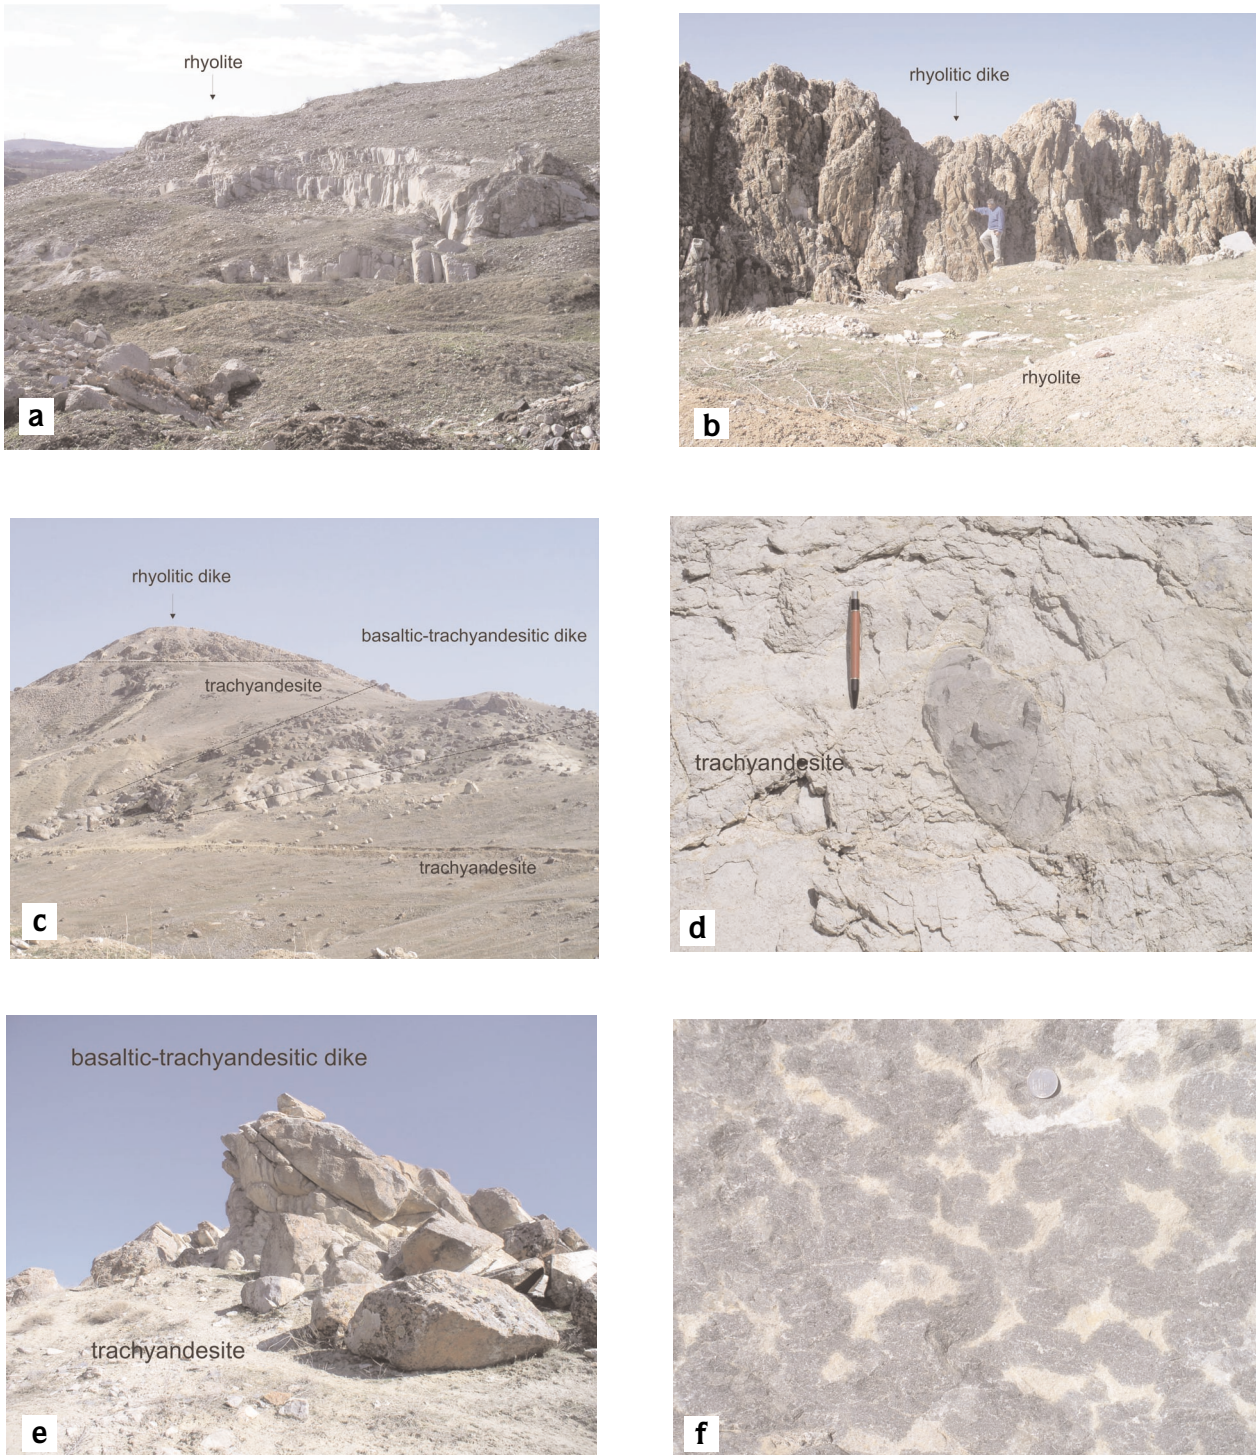 rhyolite
a
rhyolitic dike
rhyolite
b
rhyolitic dike
basaltic-trachyandesitic dike
trachyandesite
trachyandesite
c
trachyandesite
d
basaltic-trachyandesitic dike
trachyandesite
e
f